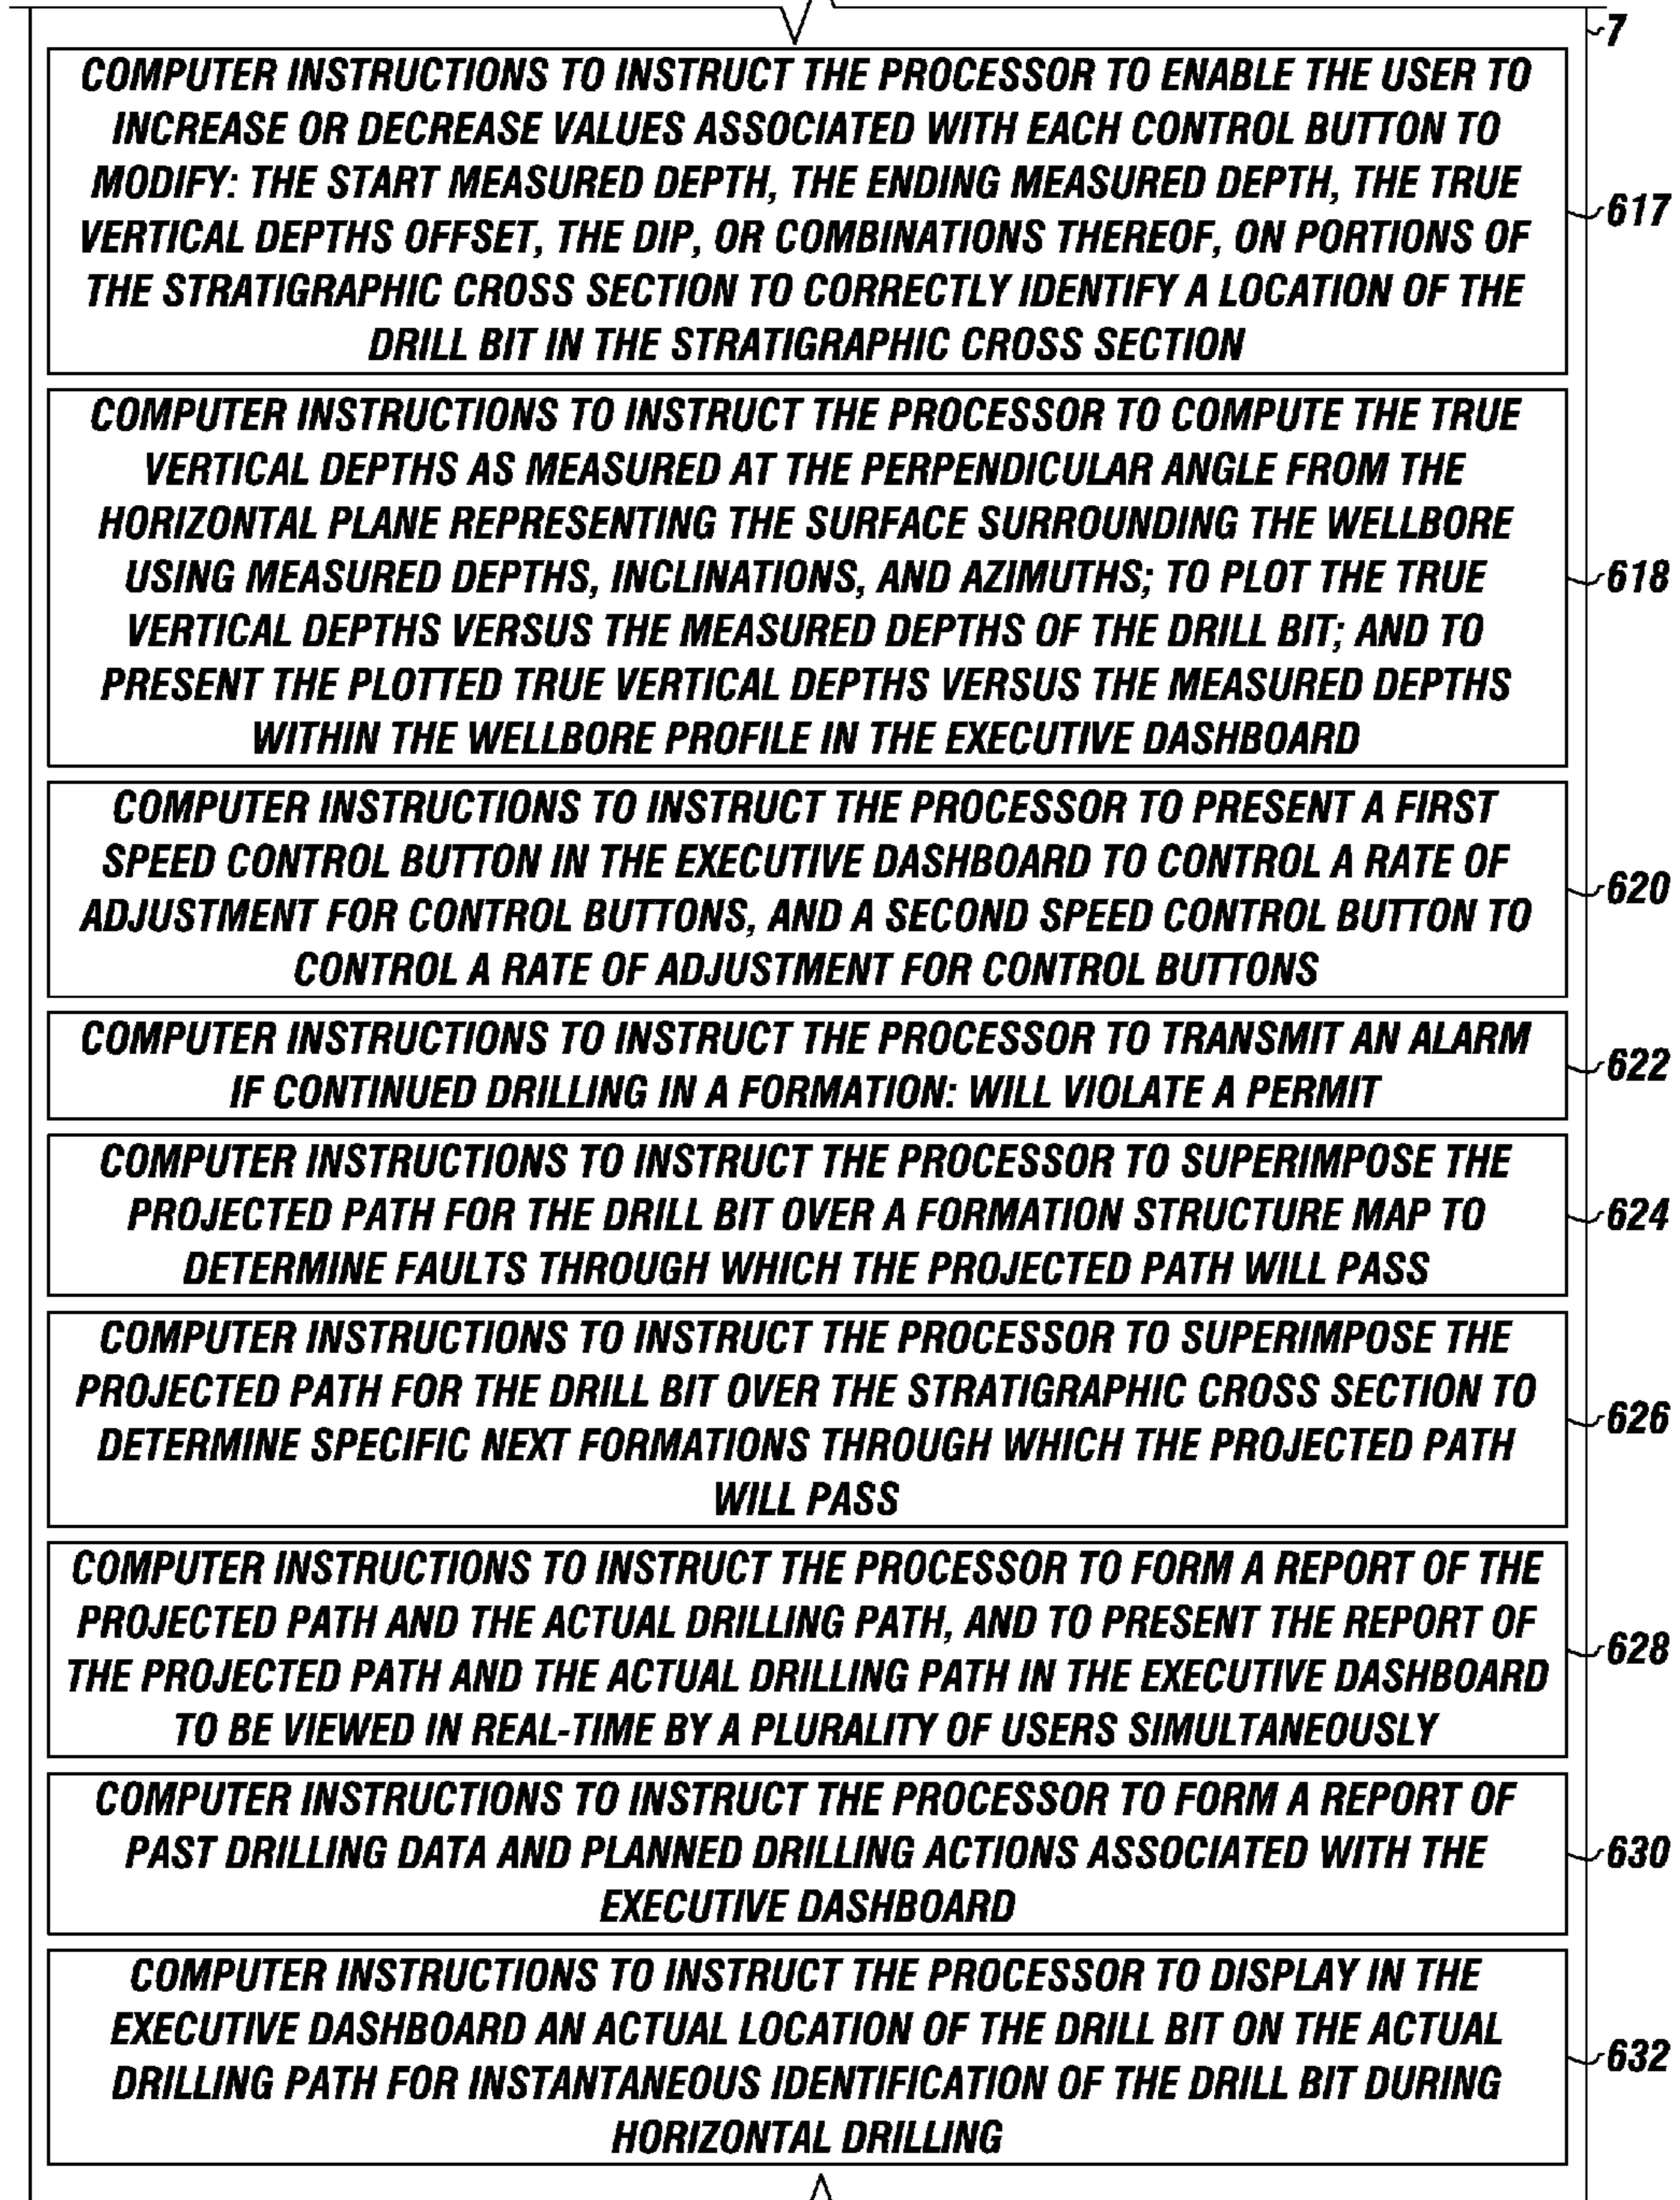 7
COMPUTER INSTRUCTIONS TO INSTRUCT THE PROCESSOR TO ENABLE THE USER TO
INCREASE OR DECREASE VALUES ASSOCIATED WITH EACH CONTROL BUTTON TO
MODIFY: THE START MEASURED DEPTH, THE ENDING MEASURED DEPTH, THE TRUE
VERTICAL DEPTHS OFFSET, THE DIP, OR COMBINATIONS THEREOF, ON PORTIONS OF
THE STRATIGRAPHIC CROSS SECTION TO CORRECTLY IDENTIFY A LOCATION OF THE
DRILL BIT IN THE STRATIGRAPHIC CROSS SECTION
617
COMPUTER INSTRUCTIONS TO INSTRUCT THE PROCESSOR TO COMPUTE THE TRUE
VERTICAL DEPTHS AS MEASURED AT THE PERPENDICULAR ANGLE FROM THE
HORIZONTAL PLANE REPRESENTING THE SURFACE SURROUNDING THE WELLBORE
USING MEASURED DEPTHS, INCLINATIONS, AND AZIMUTHS; TO PLOT THE TRUE
VERTICAL DEPTHS VERSUS THE MEASURED DEPTHS OF THE DRILL BIT; AND TO
PRESENT THE PLOTTED TRUE VERTICAL DEPTHS VERSUS THE MEASURED DEPTHS
WITHIN THE WELLBORE PROFILE IN THE EXECUTIVE DASHBOARD
618
COMPUTER INSTRUCTIONS TO INSTRUCT THE PROCESSOR TO PRESENT A FIRST
SPEED CONTROL BUTTON IN THE EXECUTIVE DASHBOARD TO CONTROL A RATE OF
ADJUSTMENT FOR CONTROL BUTTONS, AND A SECOND SPEED CONTROL BUTTON TO
CONTROL A RATE OF ADJUSTMENT FOR CONTROL BUTTONS
620
COMPUTER INSTRUCTIONS TO INSTRUCT THE PROCESSOR TO TRANSMIT AN ALARM
IF CONTINUED DRILLING IN A FORMATION: WILL VIOLATE A PERMIT
622
COMPUTER INSTRUCTIONS TO INSTRUCT THE PROCESSOR TO SUPERIMPOSE THE
PROJECTED PATH FOR THE DRILL BIT OVER A FORMATION STRUCTURE MAP TO
DETERMINE FAULTS THROUGH WHICH THE PROJECTED PATH WILL PASS
624
COMPUTER INSTRUCTIONS TO INSTRUCT THE PROCESSOR TO SUPERIMPOSE THE
PROJECTED PATH FOR THE DRILL BIT OVER THE STRATIGRAPHIC CROSS SECTION TO
DETERMINE SPECIFIC NEXT FORMATIONS THROUGH WHICH THE PROJECTED PATH
WILL PASS
626
COMPUTER INSTRUCTIONS TO INSTRUCT THE PROCESSOR TO FORM A REPORT OF THE
PROJECTED PATH AND THE ACTUAL DRILLING PATH, AND TO PRESENT THE REPORT OF
THE PROJECTED PATH AND THE ACTUAL DRILLING PATH IN THE EXECUTIVE DASHBOARD
TO BE VIEWED IN REAL-TIME BY A PLURALITY OF USERS SIMULTANEOUSLY
628
COMPUTER INSTRUCTIONS TO INSTRUCT THE PROCESSOR TO FORM A REPORT OF
PAST DRILLING DATA AND PLANNED DRILLING ACTIONS ASSOCIATED WITH THE
EXECUTIVE DASHBOARD
630
COMPUTER INSTRUCTIONS TO INSTRUCT THE PROCESSOR TO DISPLAY IN THE
EXECUTIVE DASHBOARD AN ACTUAL LOCATION OF THE DRILL BIT ON THE ACTUAL
DRILLING PATH FOR INSTANTANEOUS IDENTIFICATION OF THE DRILL BIT DURING
HORIZONTAL DRILLING
632